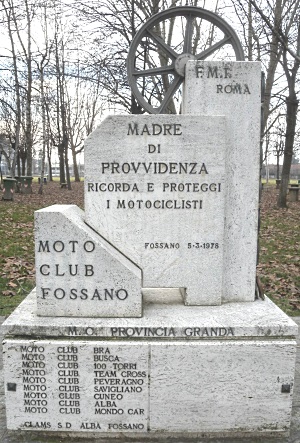 F.M.I.
ROMA
MADRE
DI
PROVVIDENZA
RICORDA E PROTEGGI
I MOTOCICLISTI
FOSSANO 5-3-1978
MOTO
CLUB
FOSSANO
M.O. PROVINCIA GRANDA
MOTO CLUB BRA
MOTO CLUB BUSCA
MOTO CLUB 100 TORRI
MOTO CLUB TEAM CROSS
MOTO CLUB PEVERAGNO
MOTO CLUB SAVIGLIANO
MOTO CLUB CUNEO
MOTO CLUB ALBA
MOTO CLUB MONDO CAR
CLAMS S.D ALBA FOSSANO